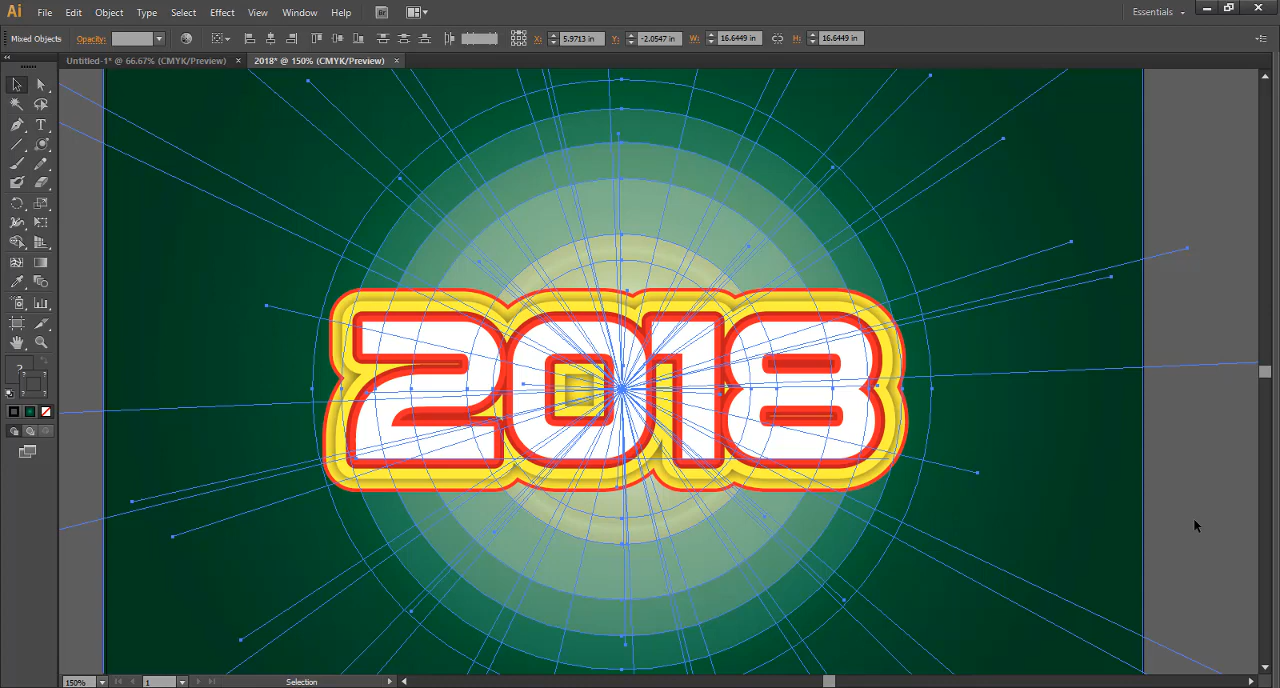 Ai File Edit Object Type Select Effect View Window Help Br Essentials
Mixed Objects Opacity: X: 5.9713 in Y: -2.0547 in W: 16.6449 in H: 16.6449 in
Untitled-1* @ 66.67% (CMYK/Preview) × 2018* @ 150% (CMYK/Preview) ×
2018
150% 1 Selection